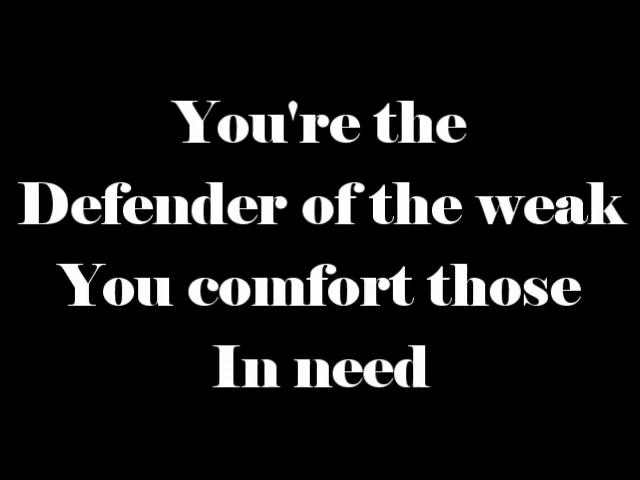 You're the
Defender of the weak
You comfort those
In need